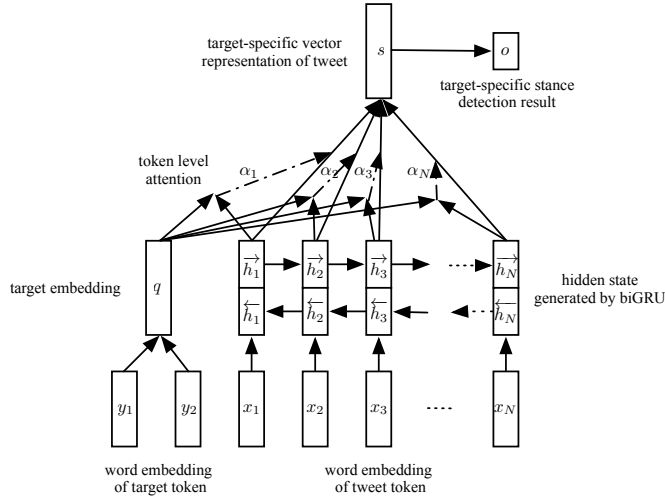 target-specific vector
representation of tweet
s
o
target-specific stance
detection result
token level
attention
α1
α2
α3
αN
target embedding
q
→h1
→h2
→h3
→hN
hidden state
generated by biGRU
←h1
←h2
←h3
←hN
y1
y2
x1
x2
x3
....
xN
word embedding
of target token
word embedding
of tweet token